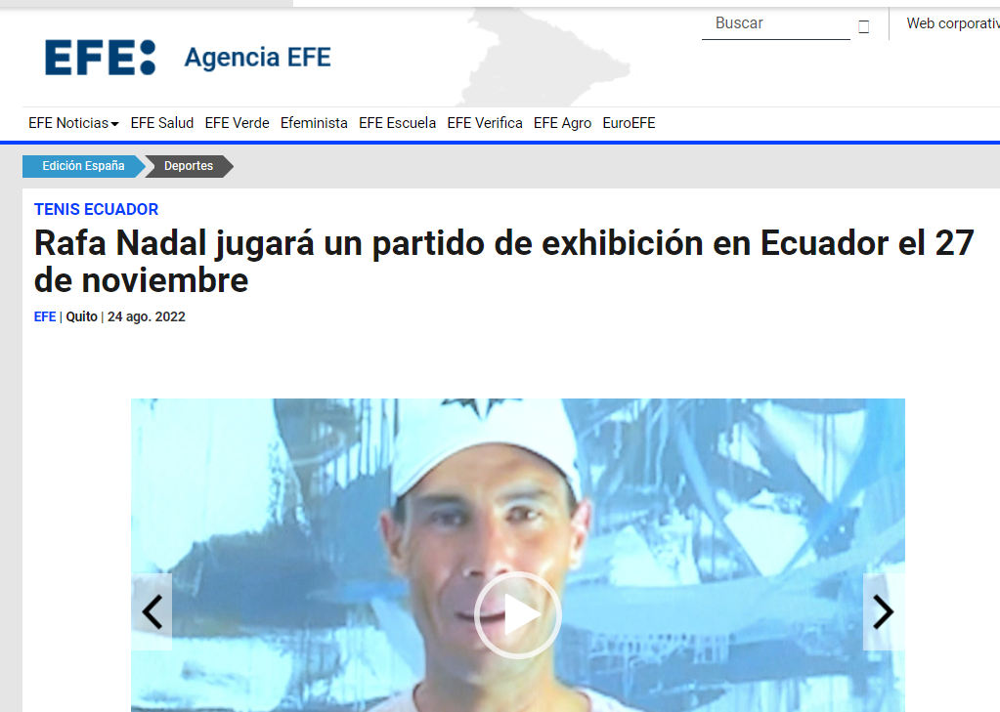 Buscar
Web corporativ
EFE:
Agencia EFE
EFE Noticias EFE Salud EFE Verde Efeminista EFE Escuela EFE Verifica EFE Agro EuroEFE
Edición España Deportes
TENIS ECUADOR
Rafa Nadal jugará un partido de exhibición en Ecuador el 27
de noviembre
EFE | Quito | 24 ago. 2022